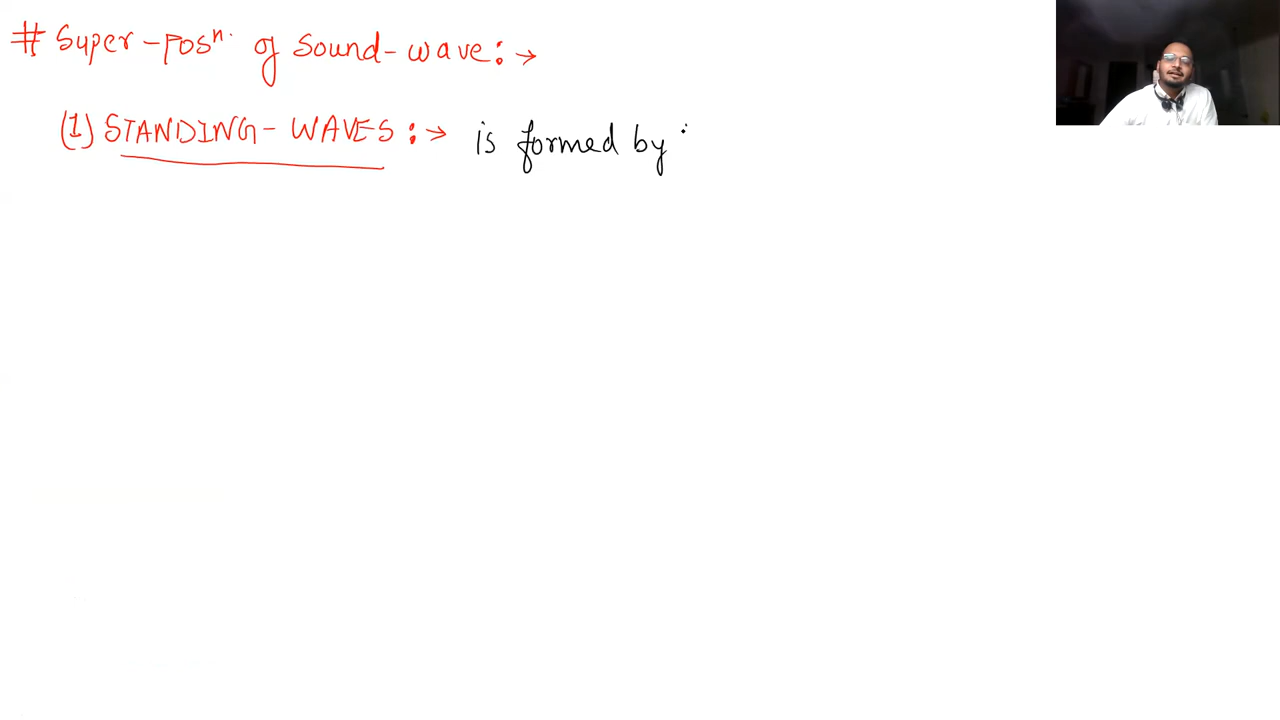 # Super-posⁿ. of sound-wave:→
(1) STANDING- WAVES:→ is formed by